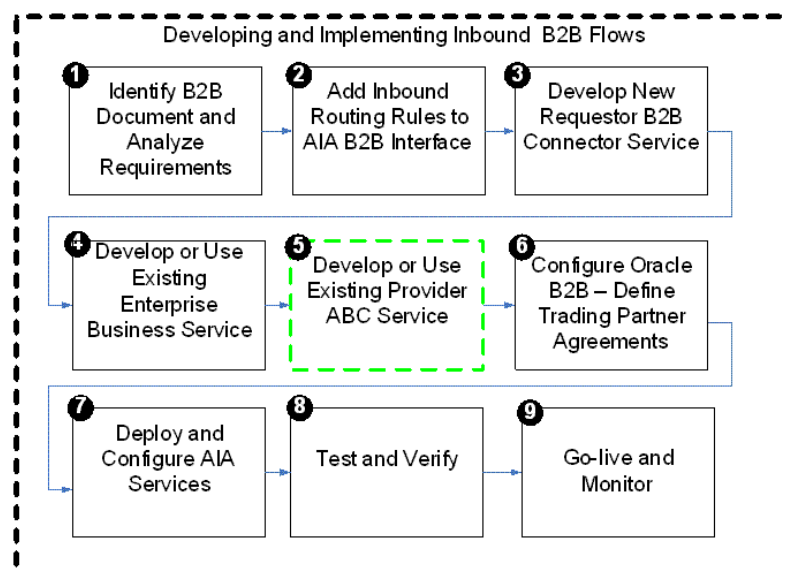 Developing and Implementing Inbound B2B Flows
1
Identify B2B
Document and
Analyze
Requirements
2
Add Inbound
Routing Rules to
AIA B2B Interface
3
Develop New
Requestor B2B
Connector Service
4
Develop or Use
Existing
Enterprise
Business Service
5
Develop or Use
Existing Provider
ABC Service
6
Configure Oracle
B2B – Define
Trading Partner
Agreements
7
Deploy and
Configure AIA
Services
8
Test and Verify
9
Go-live and
Monitor